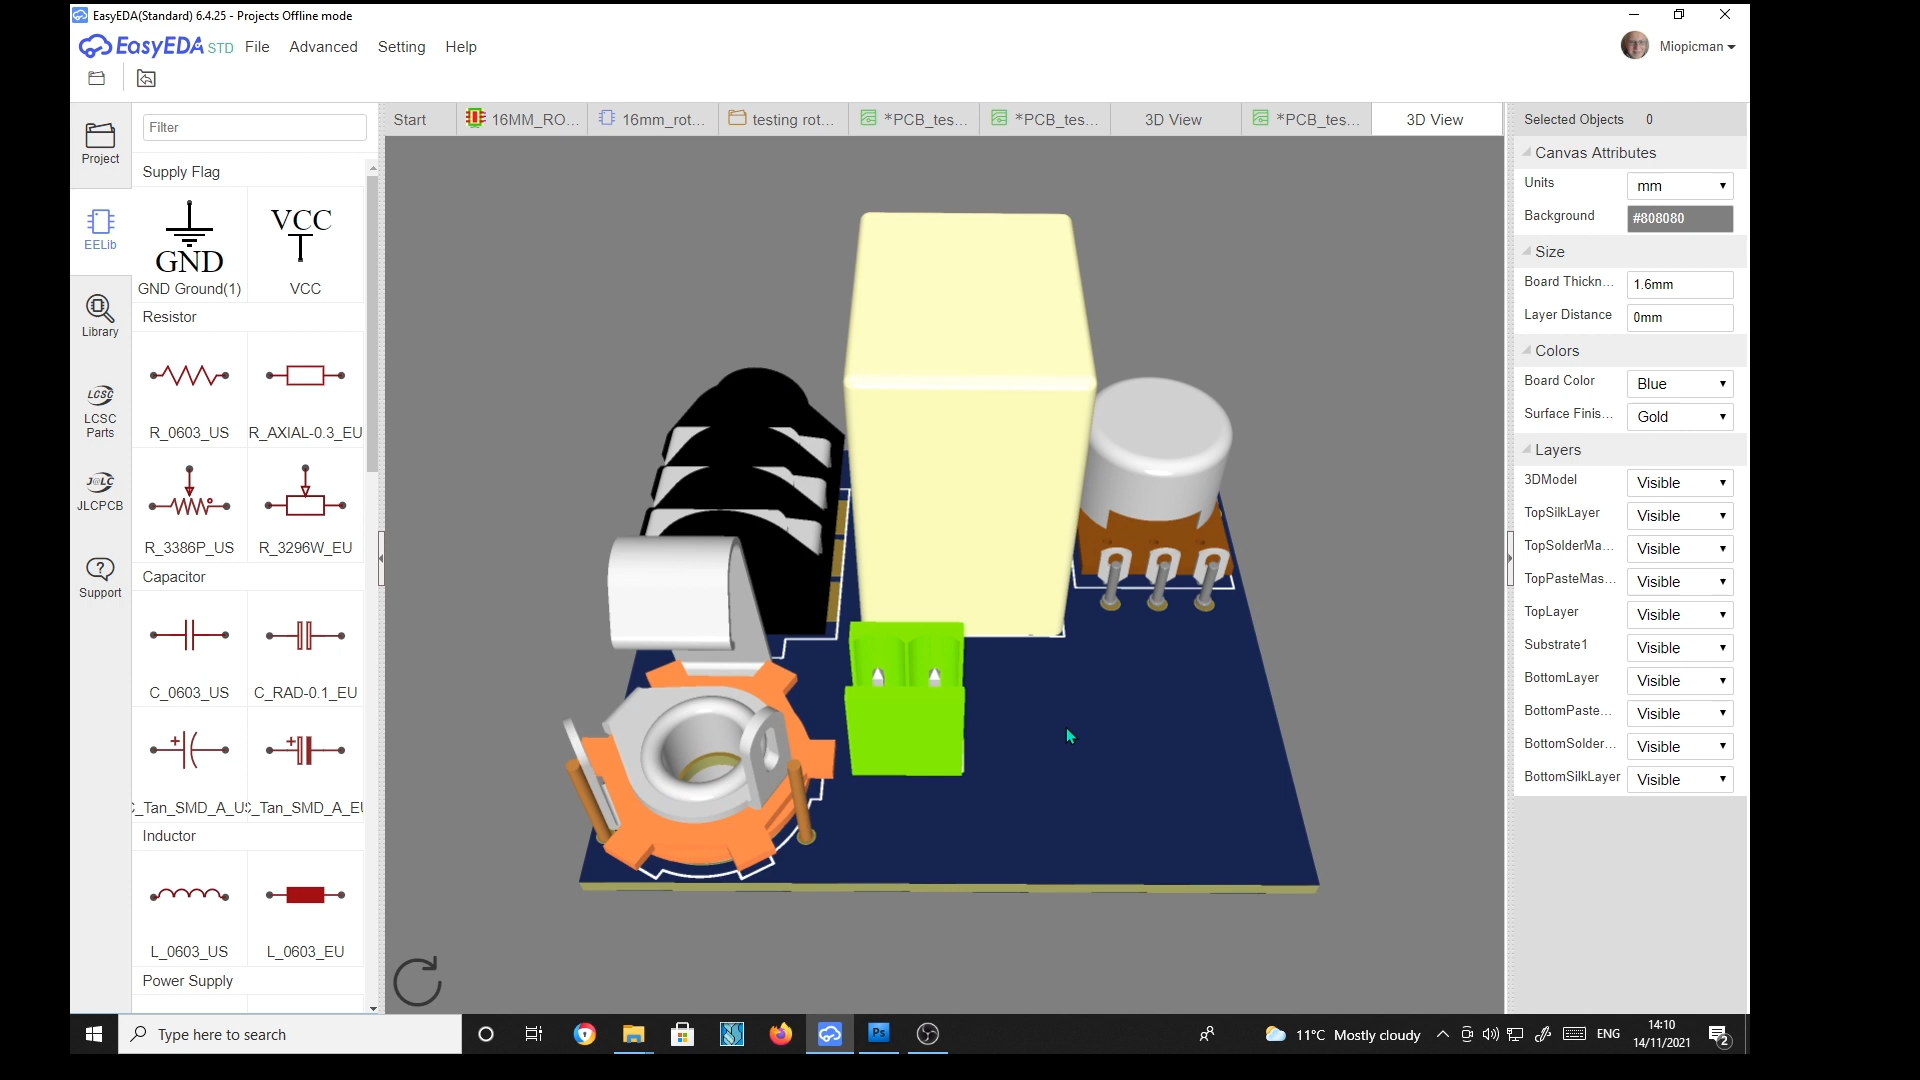 EasyEDA(Standard) 6.4.25 - Projects Offline mode
EasyEDA STD File Advanced Setting Help
Miopicman
Start 16MM_RO... 16mm_rot... testing rot... *PCB_tes... *PCB_tes... 3D View *PCB_tes... 3D View
Project
EELib
Library
LCSC
LCSC
Parts
J@LC
JLCPCB
Support
Filter
Supply Flag
VCC
GND
GND Ground(1) VCC
Resistor
R_0603_US R_AXIAL-0.3_EU
R_3386P_US R_3296W_EU
Capacitor
C_0603_US C_RAD-0.1_EU
_Tan_SMD_A_U _Tan_SMD_A_E
Inductor
L_0603_US L_0603_EU
Power Supply
Selected Objects 0
Canvas Attributes
Units mm
Background #808080
Size
Board Thickn... 1.6mm
Layer Distance 0mm
Colors
Board Color Blue
Surface Finis... Gold
Layers
3DModel Visible
TopSilkLayer Visible
TopSolderMa... Visible
TopPasteMas... Visible
TopLayer Visible
Substrate1 Visible
BottomLayer Visible
BottomPaste... Visible
BottomSolder... Visible
BottomSilkLayer Visible
Type here to search
Ps
11°C Mostly cloudy
ENG
14:10
14/11/2021
2